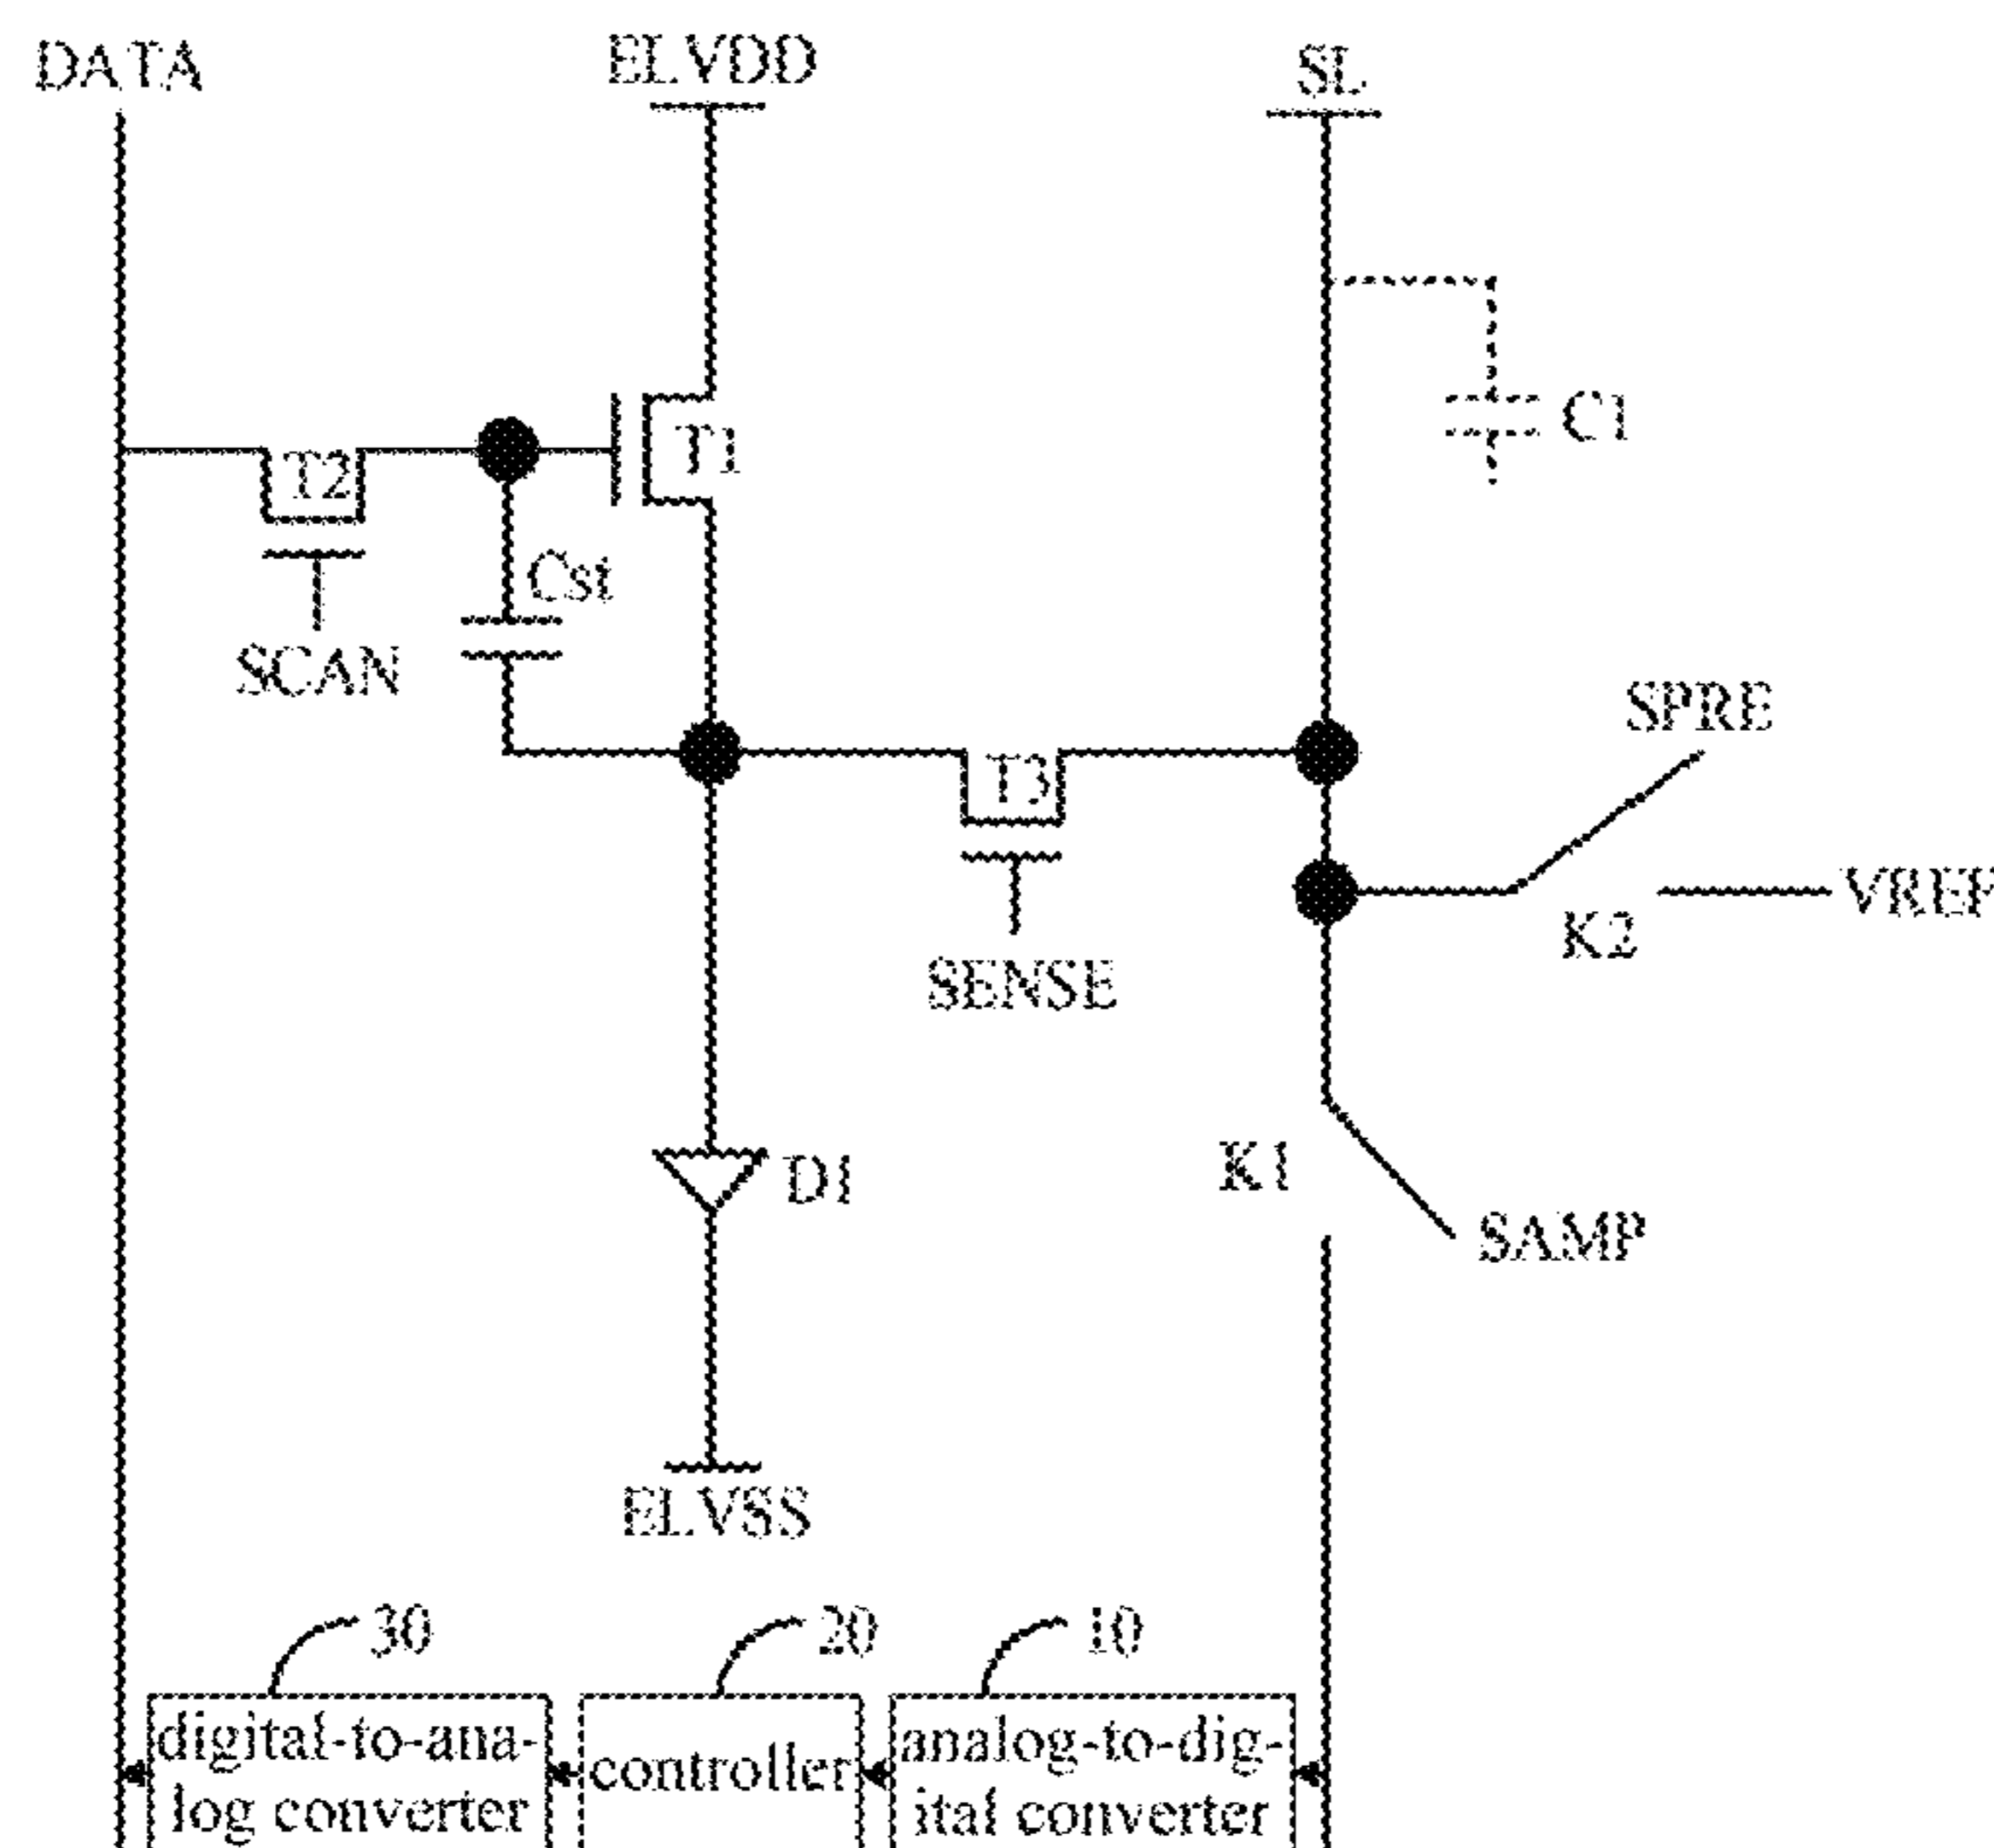 DATA
ELVDD
SL
C1
T1
T2
Cst
SCAN
SPRE
T3
VREF
K2
SENSE
K1
D1
SAMP
ELVSS
30
20
10
digital-to-ana-
log converter
controller
analog-to-dig-
ital converter